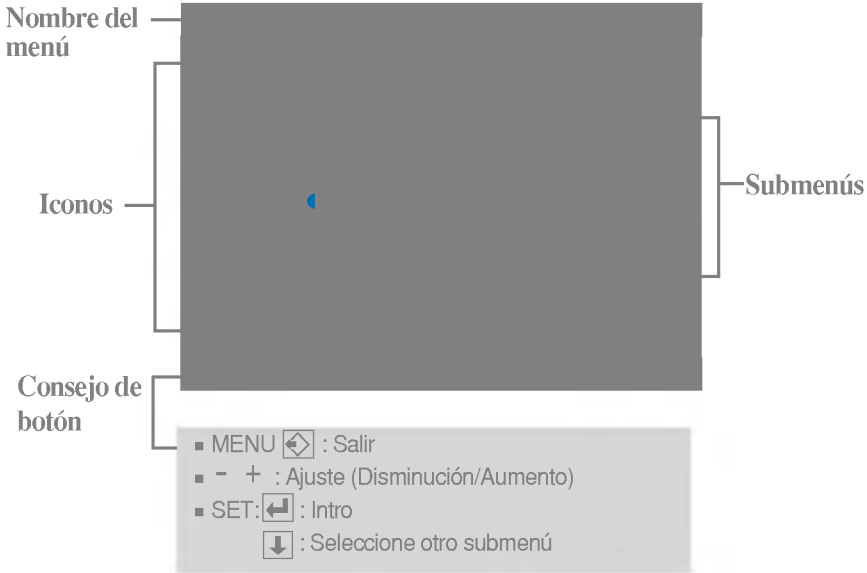 Nombre del
menú
Iconos
Submenús
Consejo de
botón
■ MENU : Salir
■ - + : Ajuste (Disminución/Aumento)
■ SET: : Intro
: Seleccione otro submenú